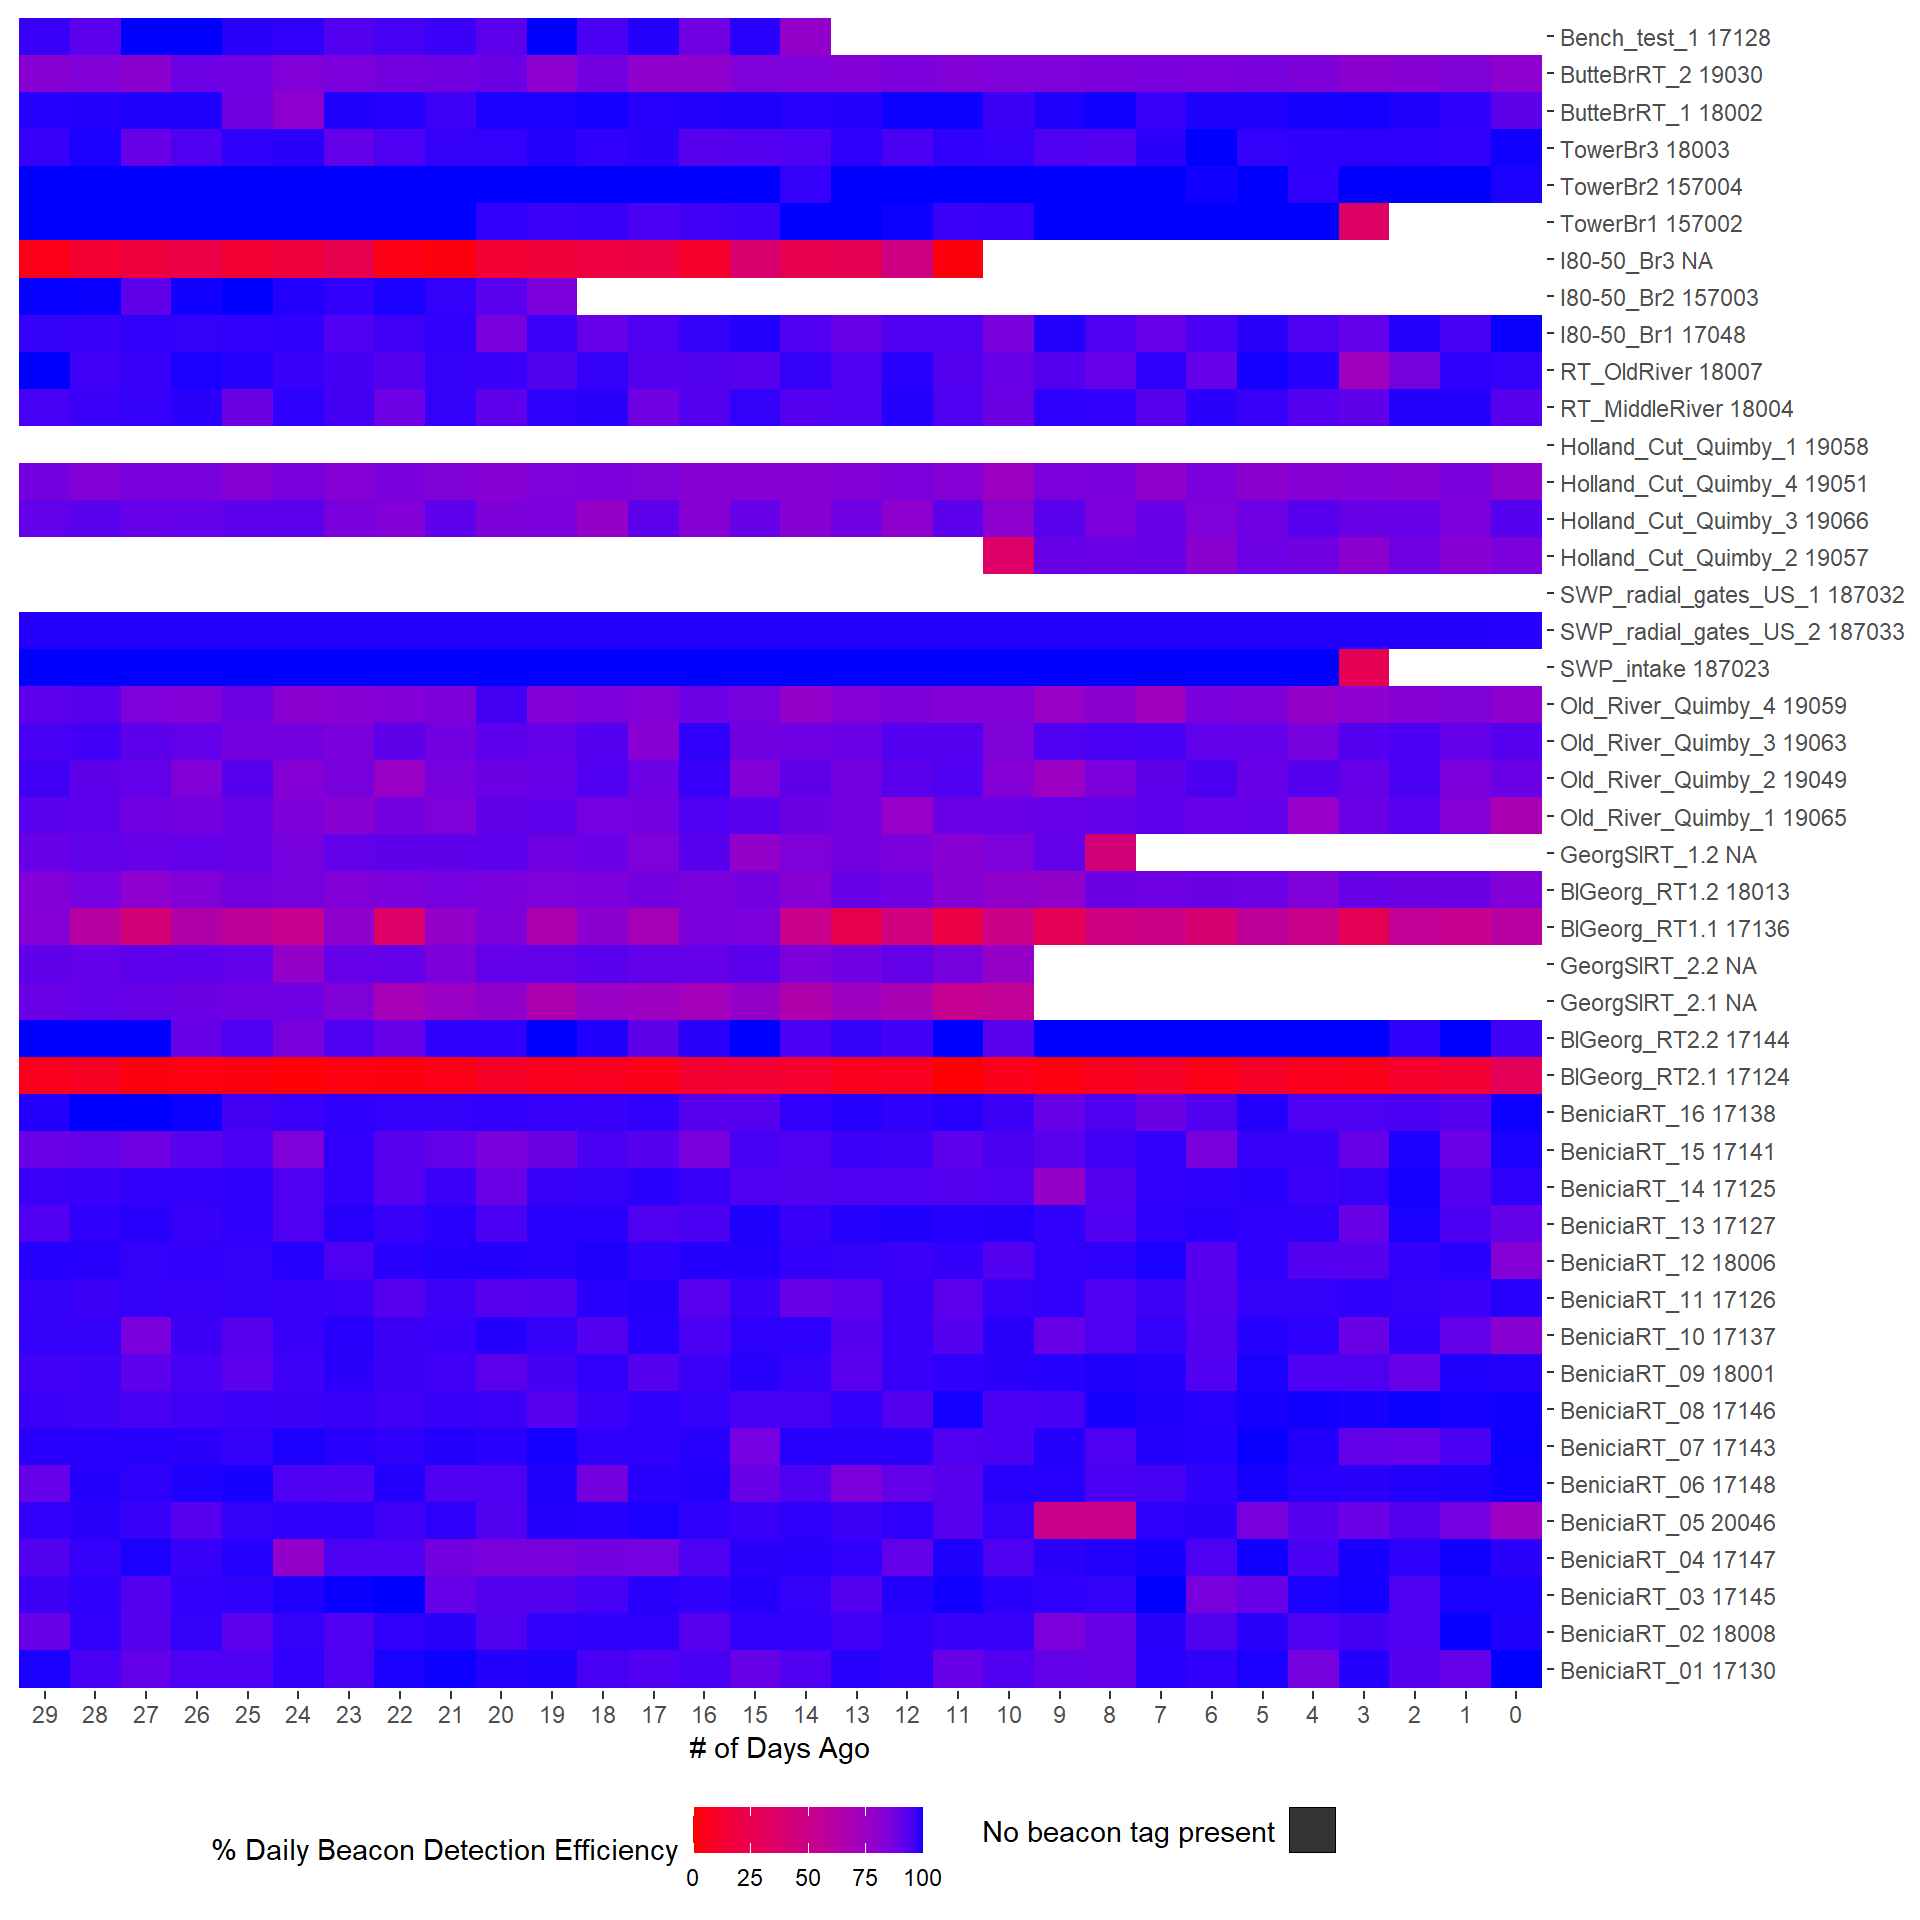 Bench_test_1 17128
ButteBrRT_2 19030
ButteBrRT_1 18002
TowerBr3 18003
TowerBr2 157004
TowerBr1 157002
I80-50_Br3 NA
I80-50_Br2 157003
I80-50_Br1 17048
RT_OldRiver 18007
RT_MiddleRiver 18004
Holland_Cut_Quimby_1 19058
Holland_Cut_Quimby_4 19051
Holland_Cut_Quimby_3 19066
Holland_Cut_Quimby_2 19057
SWP_radial_gates_US_1 187032
SWP_radial_gates_US_2 187033
SWP_intake 187023
Old_River_Quimby_4 19059
Old_River_Quimby_3 19063
Old_River_Quimby_2 19049
Old_River_Quimby_1 19065
GeorgSlRT_1.2 NA
BlGeorg_RT1.2 18013
BlGeorg_RT1.1 17136
GeorgSlRT_2.2 NA
GeorgSlRT_2.1 NA
BlGeorg_RT2.2 17144
BlGeorg_RT2.1 17124
BeniciaRT_16 17138
BeniciaRT_15 17141
BeniciaRT_14 17125
BeniciaRT_13 17127
BeniciaRT_12 18006
BeniciaRT_11 17126
BeniciaRT_10 17137
BeniciaRT_09 18001
BeniciaRT_08 17146
BeniciaRT_07 17143
BeniciaRT_06 17148
BeniciaRT_05 20046
BeniciaRT_04 17147
BeniciaRT_03 17145
BeniciaRT_02 18008
BeniciaRT_01 17130
29 28 27 26 25 24 23 22 21 20 19 18 17 16 15 14 13 12 11 10 9 8 7 6 5 4 3 2 1 0
# of Days Ago
% Daily Beacon Detection Efficiency
0 25 50 75 100
No beacon tag present